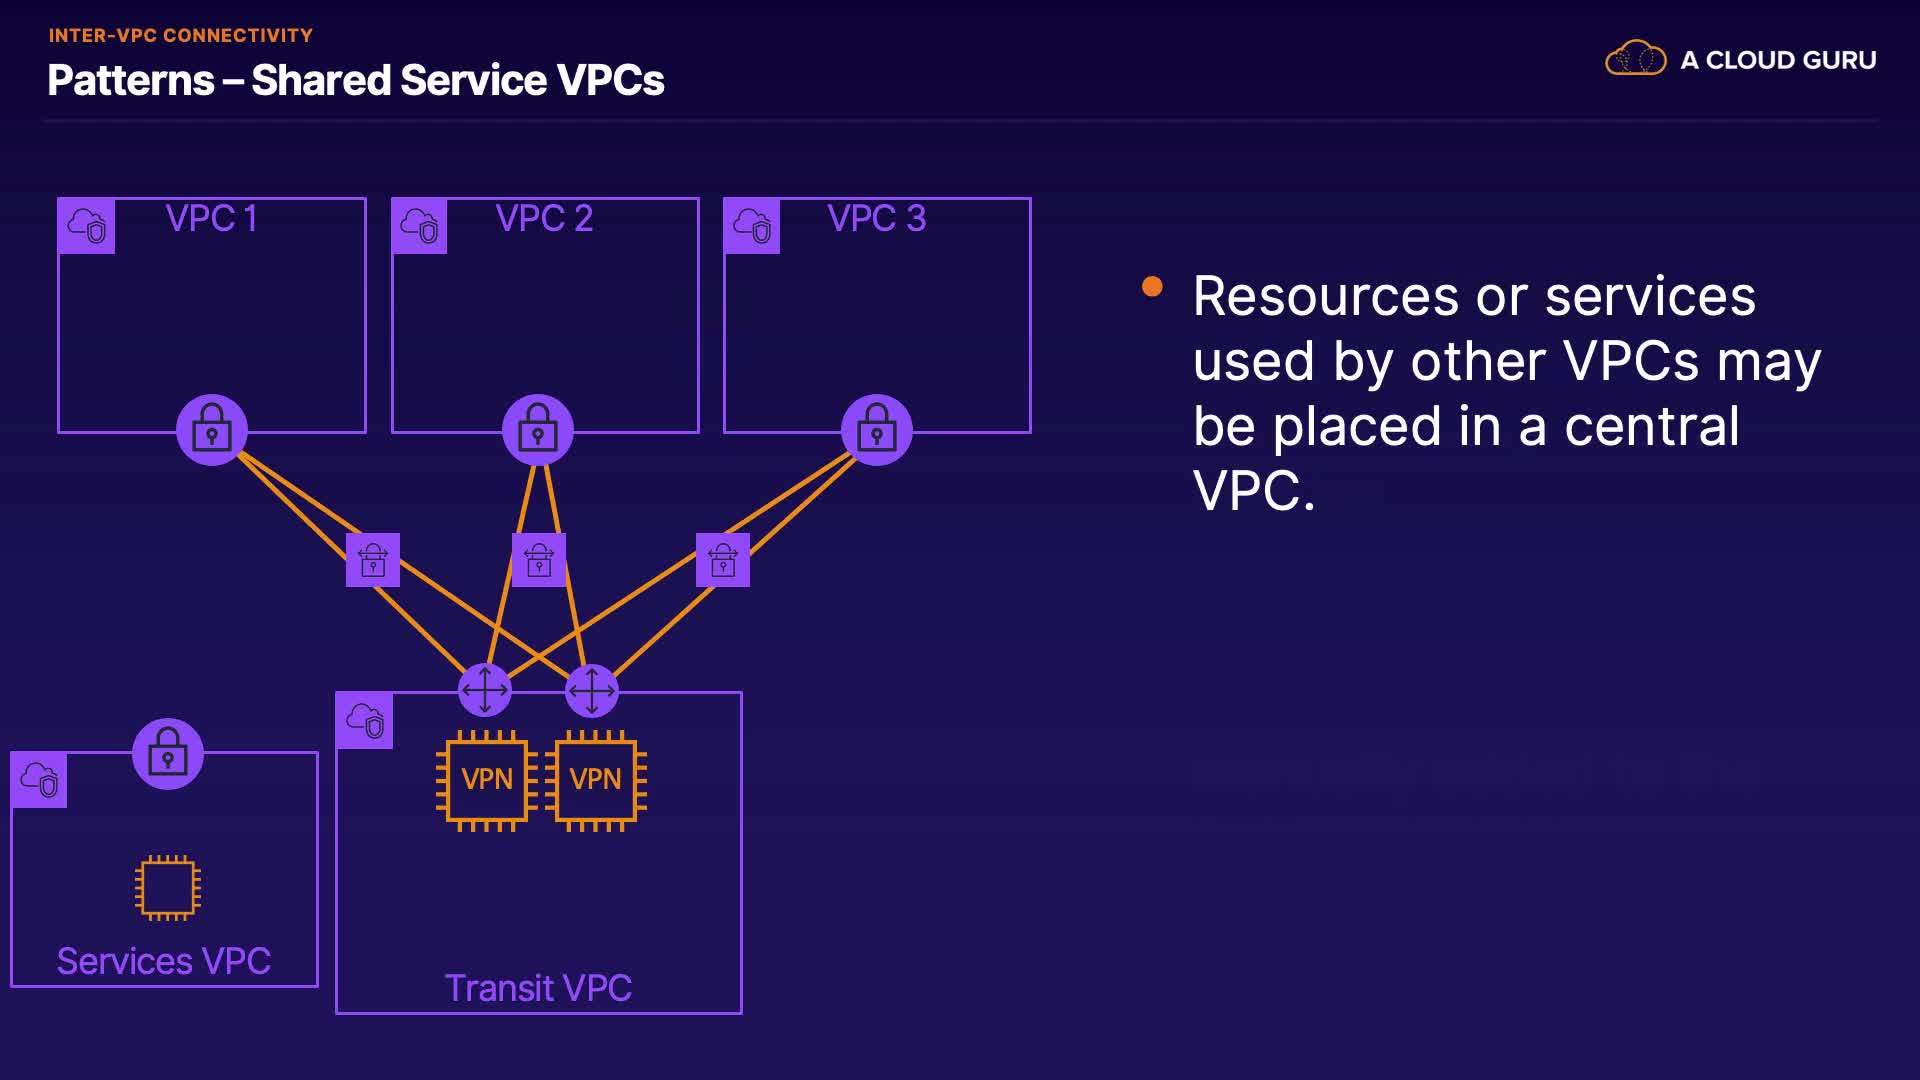 INTER-VPC CONNECTIVITY
Patterns – Shared Service VPCs
A CLOUD GURU
VPC 1
VPC 2
VPC 3
Resources or services
used by other VPCs may
be placed in a central
VPC.
VPN
VPN
Services VPC
Transit VPC